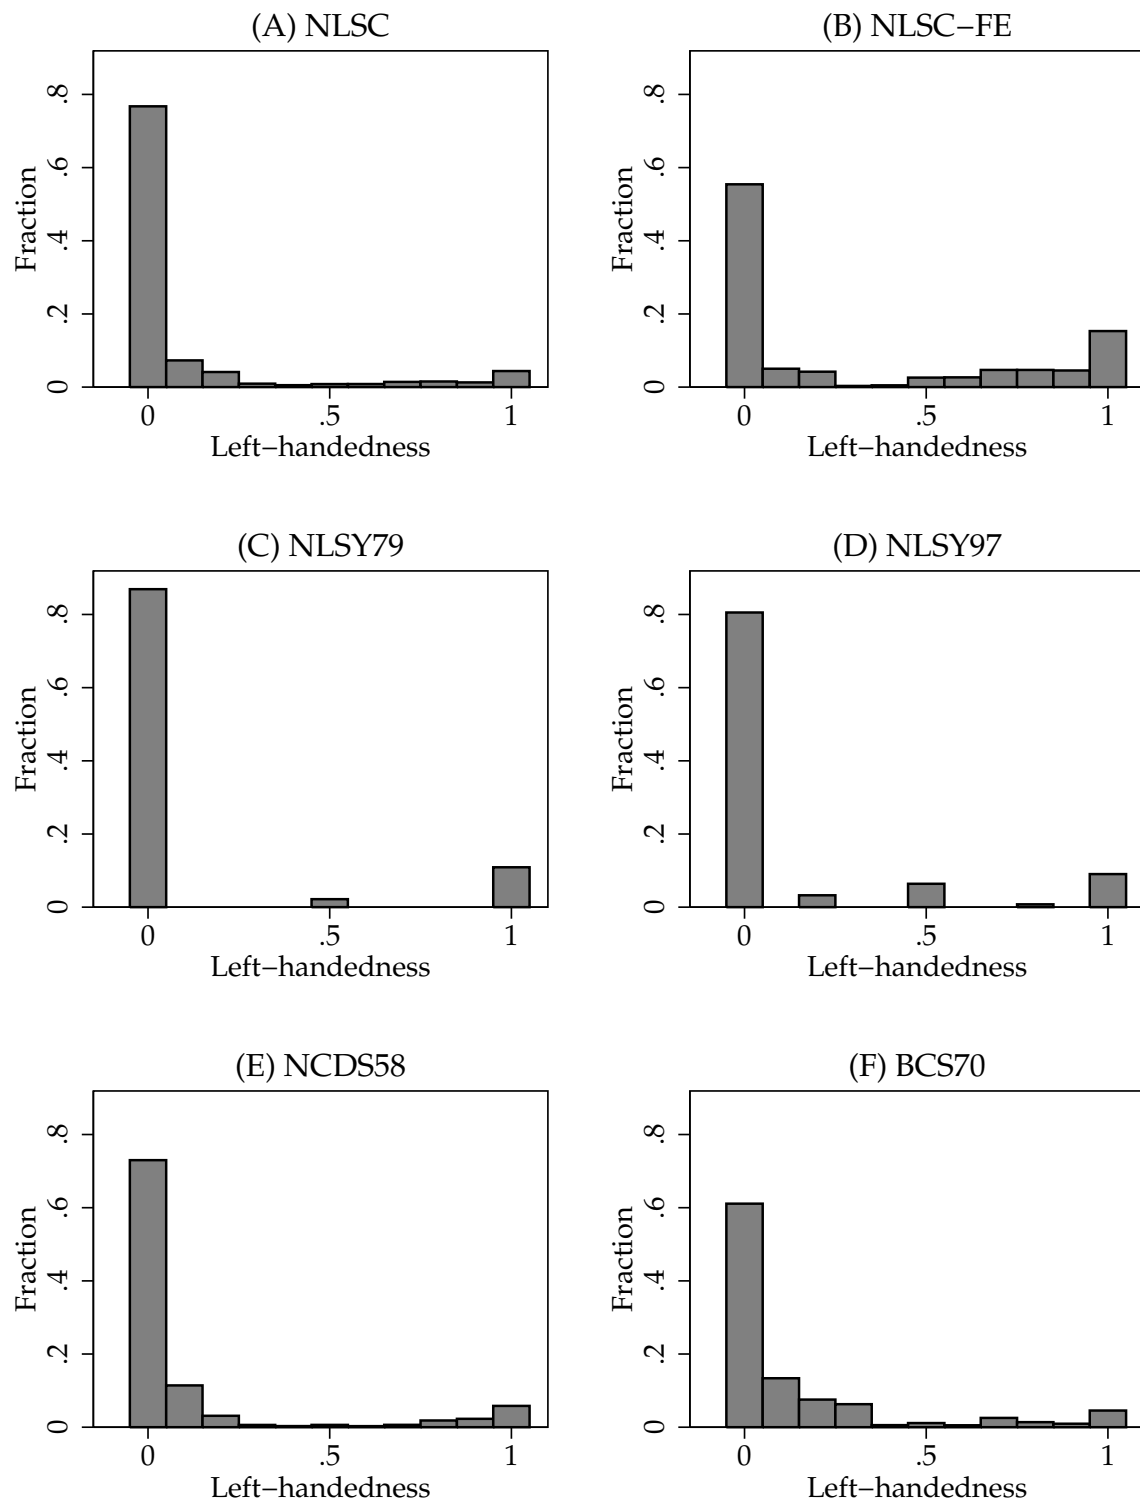 (A) NLSC
Fraction
0 .2 .4 .6 .8
0 .5 1
Left−handedness
(B) NLSC−FE
Fraction
0 .2 .4 .6 .8
0 .5 1
Left−handedness
(C) NLSY79
Fraction
0 .2 .4 .6 .8
0 .5 1
Left−handedness
(D) NLSY97
Fraction
0 .2 .4 .6 .8
0 .5 1
Left−handedness
(E) NCDS58
Fraction
0 .2 .4 .6 .8
0 .5 1
Left−handedness
(F) BCS70
Fraction
0 .2 .4 .6 .8
0 .5 1
Left−handedness